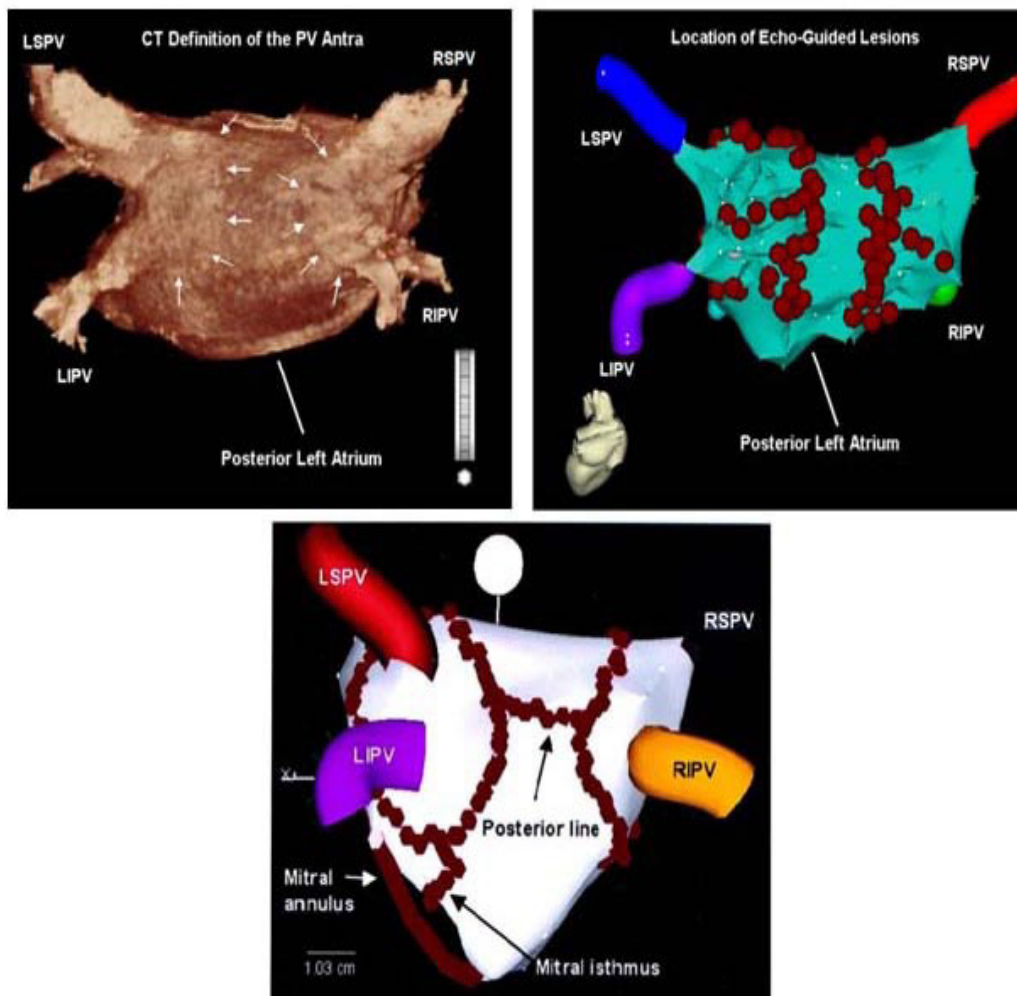 CT Definition of the PV Antra
LSPV
RSPV
LIPV
RIPV
Posterior Left Atrium
Location of Echo-Guided Lesions
RSPV
LSPV
LIPV
RIPV
Posterior Left Atrium
LSPV
RSPV
LIPV
RIPV
Posterior line
Mitral
annulus
1.03 cm
Mitral isthmus